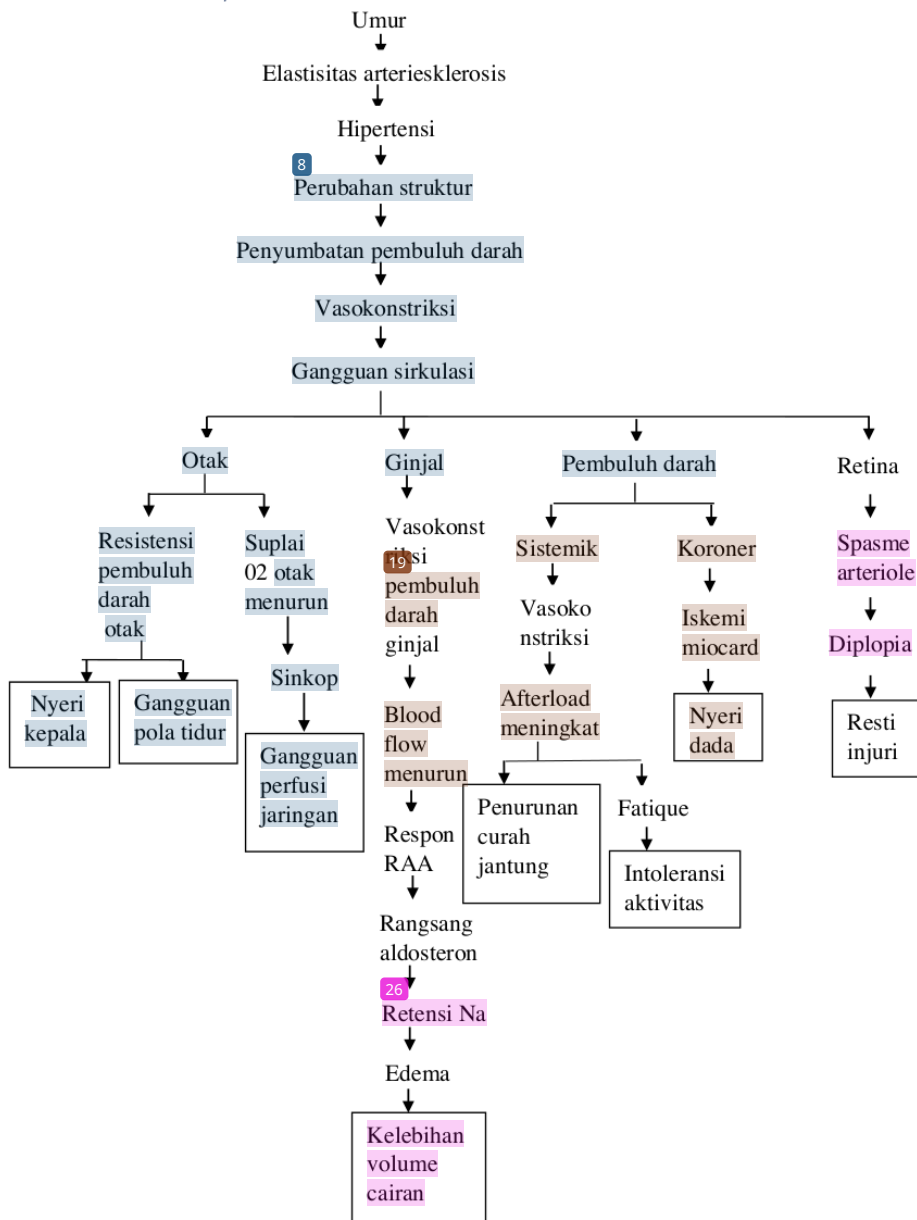 Umur
Elastisitas arteriesklerosis
Hipertensi
8
Perubahan struktur
Penyumbatan pembuluh darah
Vasokonstriksi
Gangguan sirkulasi
Otak
Resistensi
pembuluh
darah
otak
Nyeri
kepala
Gangguan
pola tidur
Suplai
02 otak
menurun
Sinkop
Gangguan
perfusi
jaringan
Ginjal
Vasokonst
riksi
19
pembuluh
darah
ginjal
Blood
flow
menurun
Respon
RAA
Rangsang
aldosteron
26
Retensi Na
Edema
Kelebihan
volume
cairan
Pembuluh darah
Sistemik
Vasoko
nstriksi
Afterload
meningkat
Penurunan
curah
jantung
Fatique
Intoleransi
aktivitas
Koroner
Iskemi
miocard
Nyeri
dada
Retina
Spasme
arteriole
Diplopia
Resti
injuri